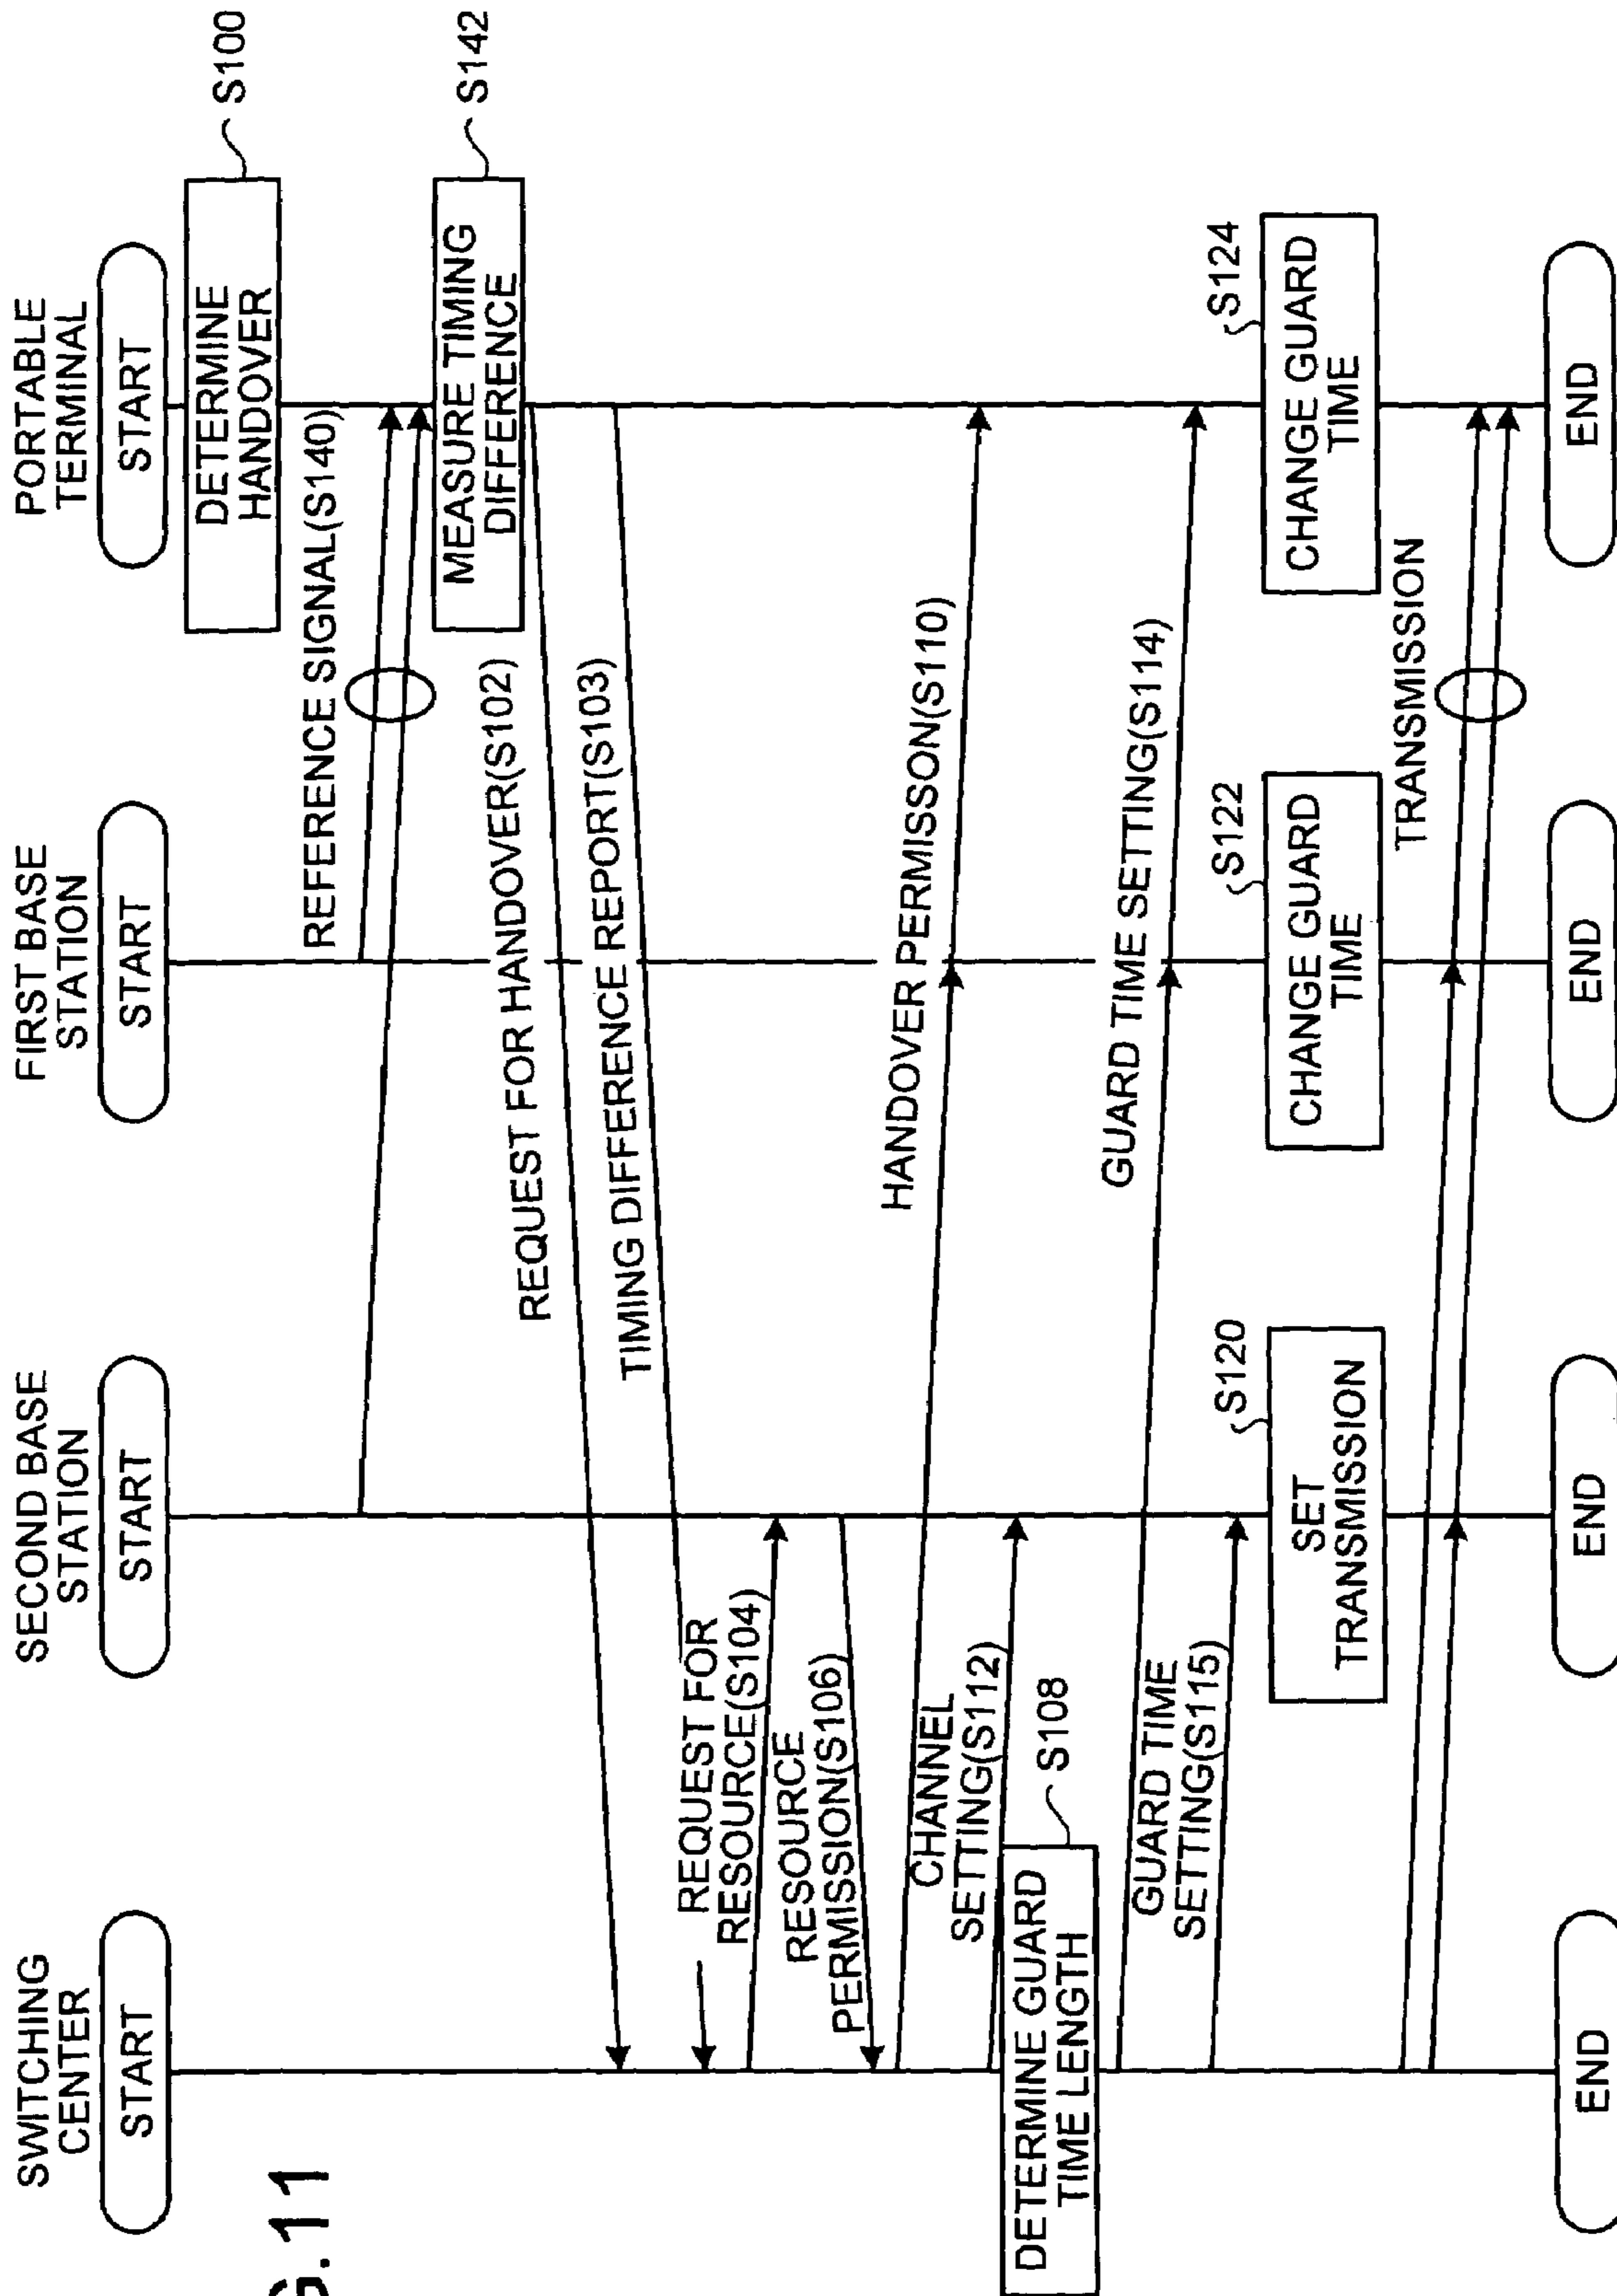 G.11
SWITCHING
CENTER
SECOND BASE
STATION
FIRST BASE
STATION
PORTABLE
TERMINAL
START
START
START
START
DETERMINE
HANDOVER
S100
REFERENCE SIGNAL(S140)
MEASURE TIMING
DIFFERENCE
S142
REQUEST FOR HANDOVER(S102)
TIMING DIFFERENCE REPORT(S103)
REQUEST FOR
RESOURCE(S104)
RESOURCE
PERMISSION(S106)
HANDOVER PERMISSON(S110)
CHANNEL
SETTING(S112)
DETERMINE GUARD
TIME LENGTH
S108
GUARD TIME SETTING(S114)
GUARD TIME
SETTING(S115)
SET
TRANSMISSION
S120
CHANGE GUARD
TIME
S122
CHANGE GUARD
TIME
S124
TRANSMISSION
END
END
END
END